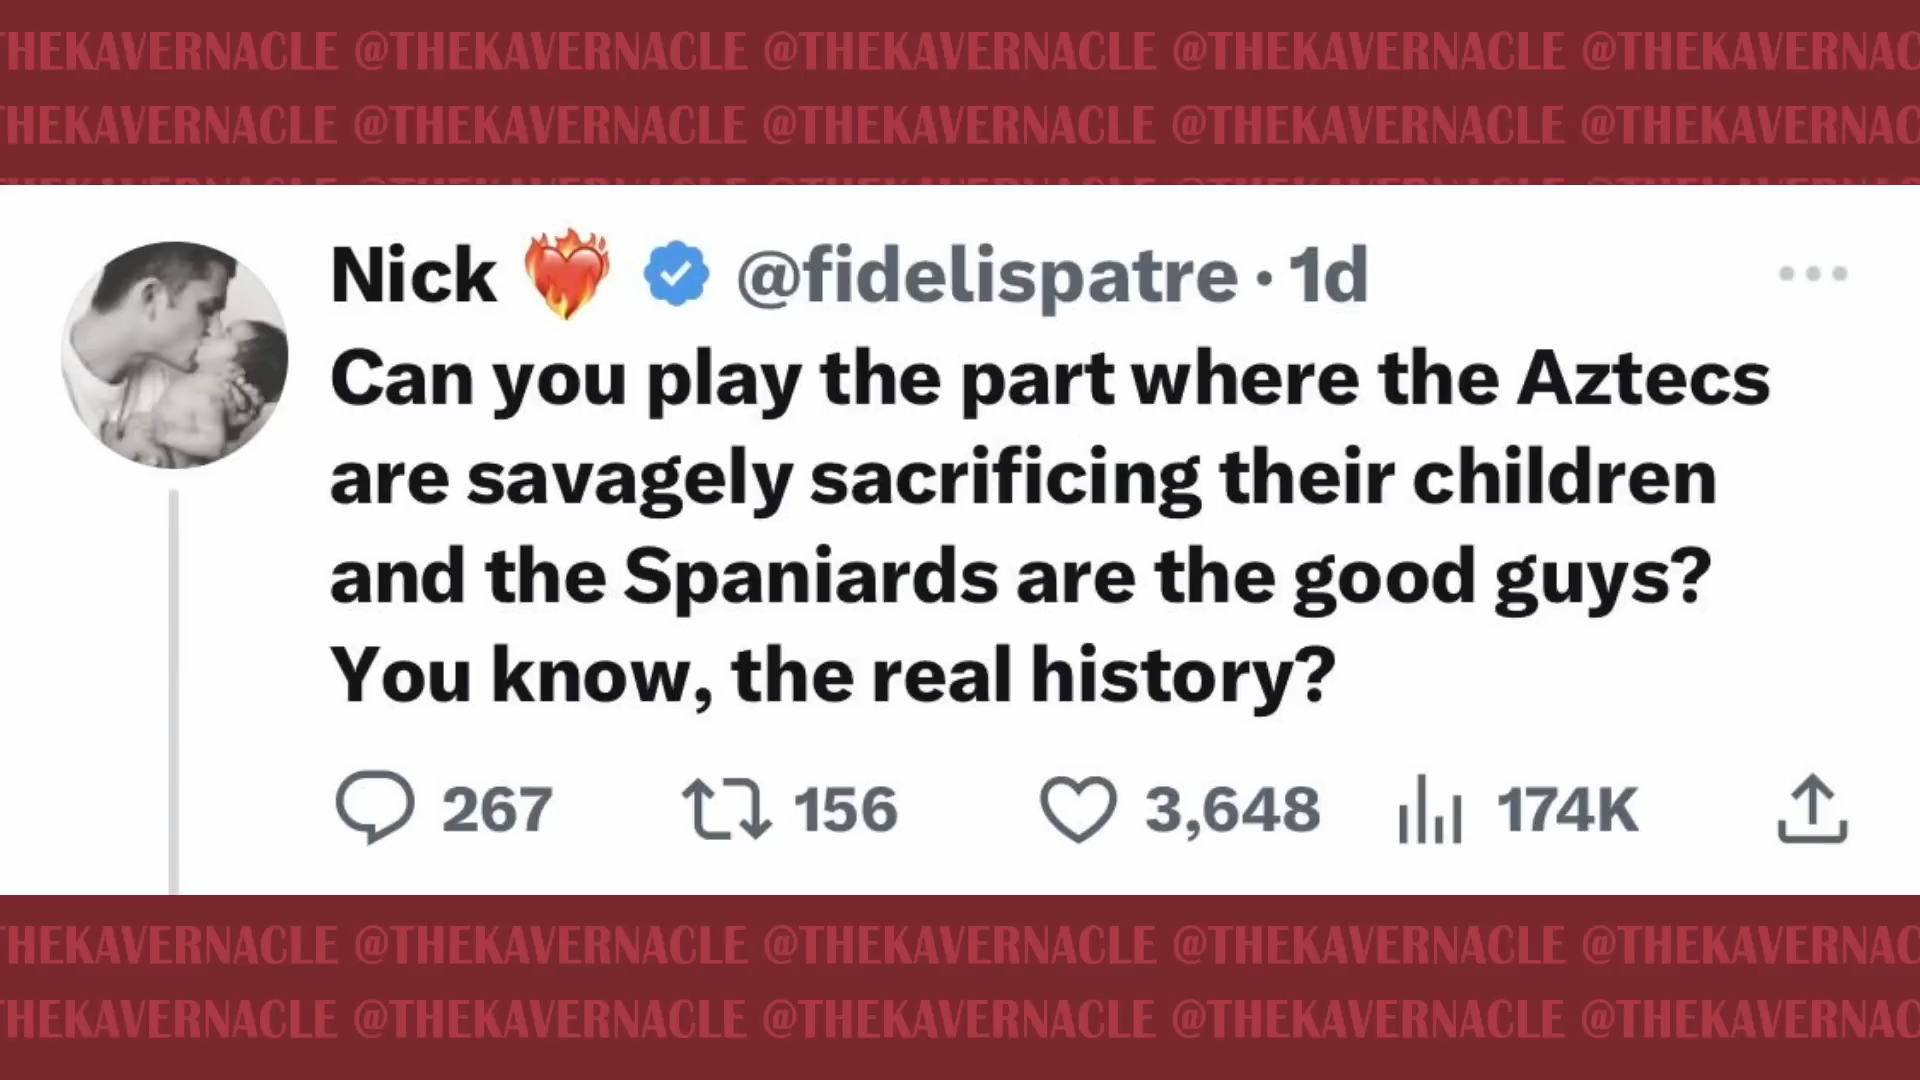 THEKAVERNACLE @THEKAVERNACLE @THEKAVERNACLE @THEKAVERNACLE @THEKAVERNAC
THEKAVERNACLE @THEKAVERNACLE @THEKAVERNACLE @THEKAVERNACLE @THEKAVERNAC
Nick ❤️‍🔥 @fidelispatre · 1d
Can you play the part where the Aztecs
are savagely sacrificing their children
and the Spaniards are the good guys?
You know, the real history?
267 156 3,648 174K
THEKAVERNACLE @THEKAVERNACLE @THEKAVERNACLE @THEKAVERNACLE @THEKAVERNAC
THEKAVERNACLE @THEKAVERNACLE @THEKAVERNACLE @THEKAVERNACLE @THEKAVERNAC